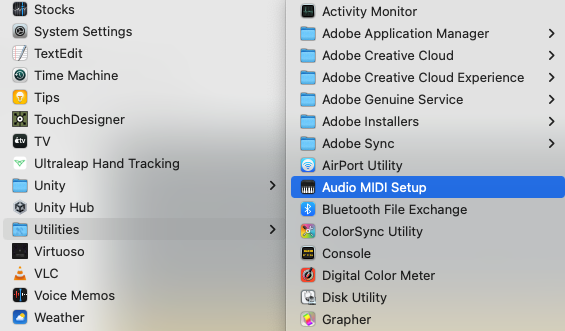 Stocks
System Settings
TextEdit
Time Machine
Tips
TouchDesigner
TV
Ultraleap Hand Tracking
Unity
Unity Hub
Utilities
Virtuoso
VLC
Voice Memos
Weather
Activity Monitor
Adobe Application Manager
Adobe Creative Cloud
Adobe Creative Cloud Experience
Adobe Genuine Service
Adobe Installers
Adobe Sync
AirPort Utility
Audio MIDI Setup
Bluetooth File Exchange
ColorSync Utility
Console
Digital Color Meter
Disk Utility
Grapher